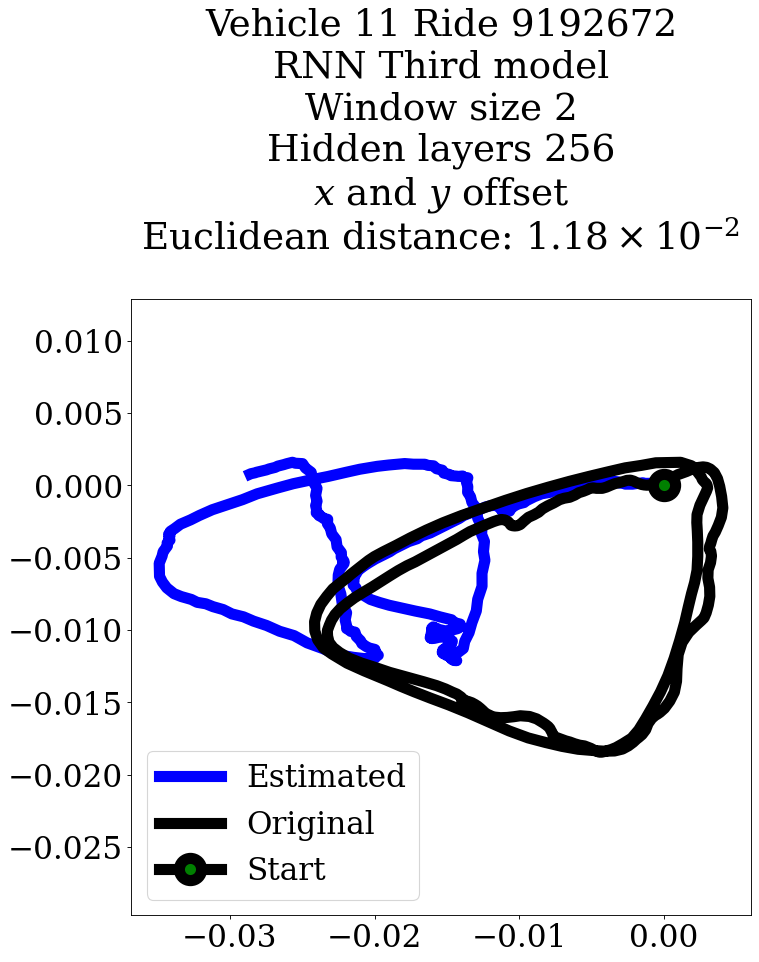 Vehicle 11 Ride 9192672
RNN Third model
Window size 2
Hidden layers 256
x and y offset
Euclidean distance: 1.18 × 10⁻²
0.010
0.005
0.000
−0.005
−0.010
−0.015
−0.020
−0.025
Estimated
Original
Start
−0.03 −0.02 −0.01 0.00